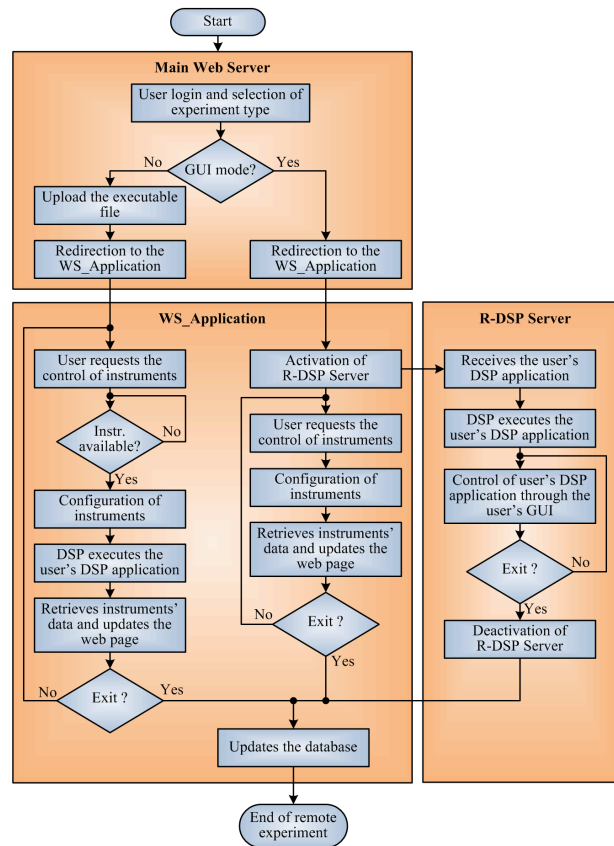 Start
Main Web Server
User login and selection of
experiment type
No
GUI mode?
Yes
Upload the executable
file
Redirection to the
WS_Application
Redirection to the
WS_Application
WS_Application
User requests the
control of instruments
Instr.
available?
No
Yes
Configuration of
instruments
DSP executes the
user's DSP application
Retrieves instruments'
data and updates the
web page
No
Exit ?
Yes
Activation of
R-DSP Server
User requests the
control of instruments
Configuration of
instruments
Retrieves instruments'
data and updates the
web page
No
Exit ?
Yes
R-DSP Server
Receives the user's
DSP application
DSP executes the
user's DSP application
Control of user's DSP
application through the
user's GUI
Exit ?
No
Yes
Deactivation of
R-DSP Server
Updates the database
End of remote
experiment